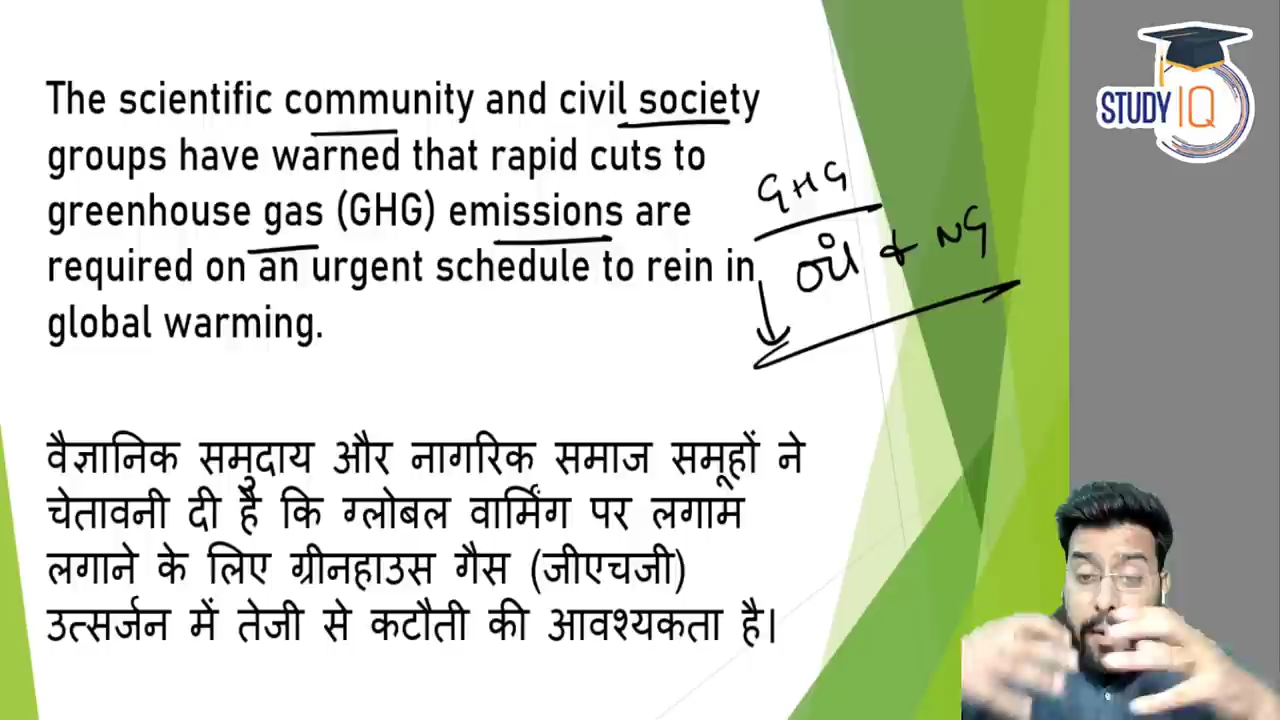 The scientific community and civil society
groups have warned that rapid cuts to
greenhouse gas (GHG) emissions are
required on an urgent schedule to rein in
global warming.
GHG
Oil & NG
वैज्ञानिक समुदाय और नागरिक समाज समूहों ने
चेतावनी दी है कि ग्लोबल वार्मिंग पर लगाम
लगाने के लिए ग्रीनहाउस गैस (जीएचजी)
उत्सर्जन में तेजी से कटौती की आवश्यकता है।
STUDY IQ